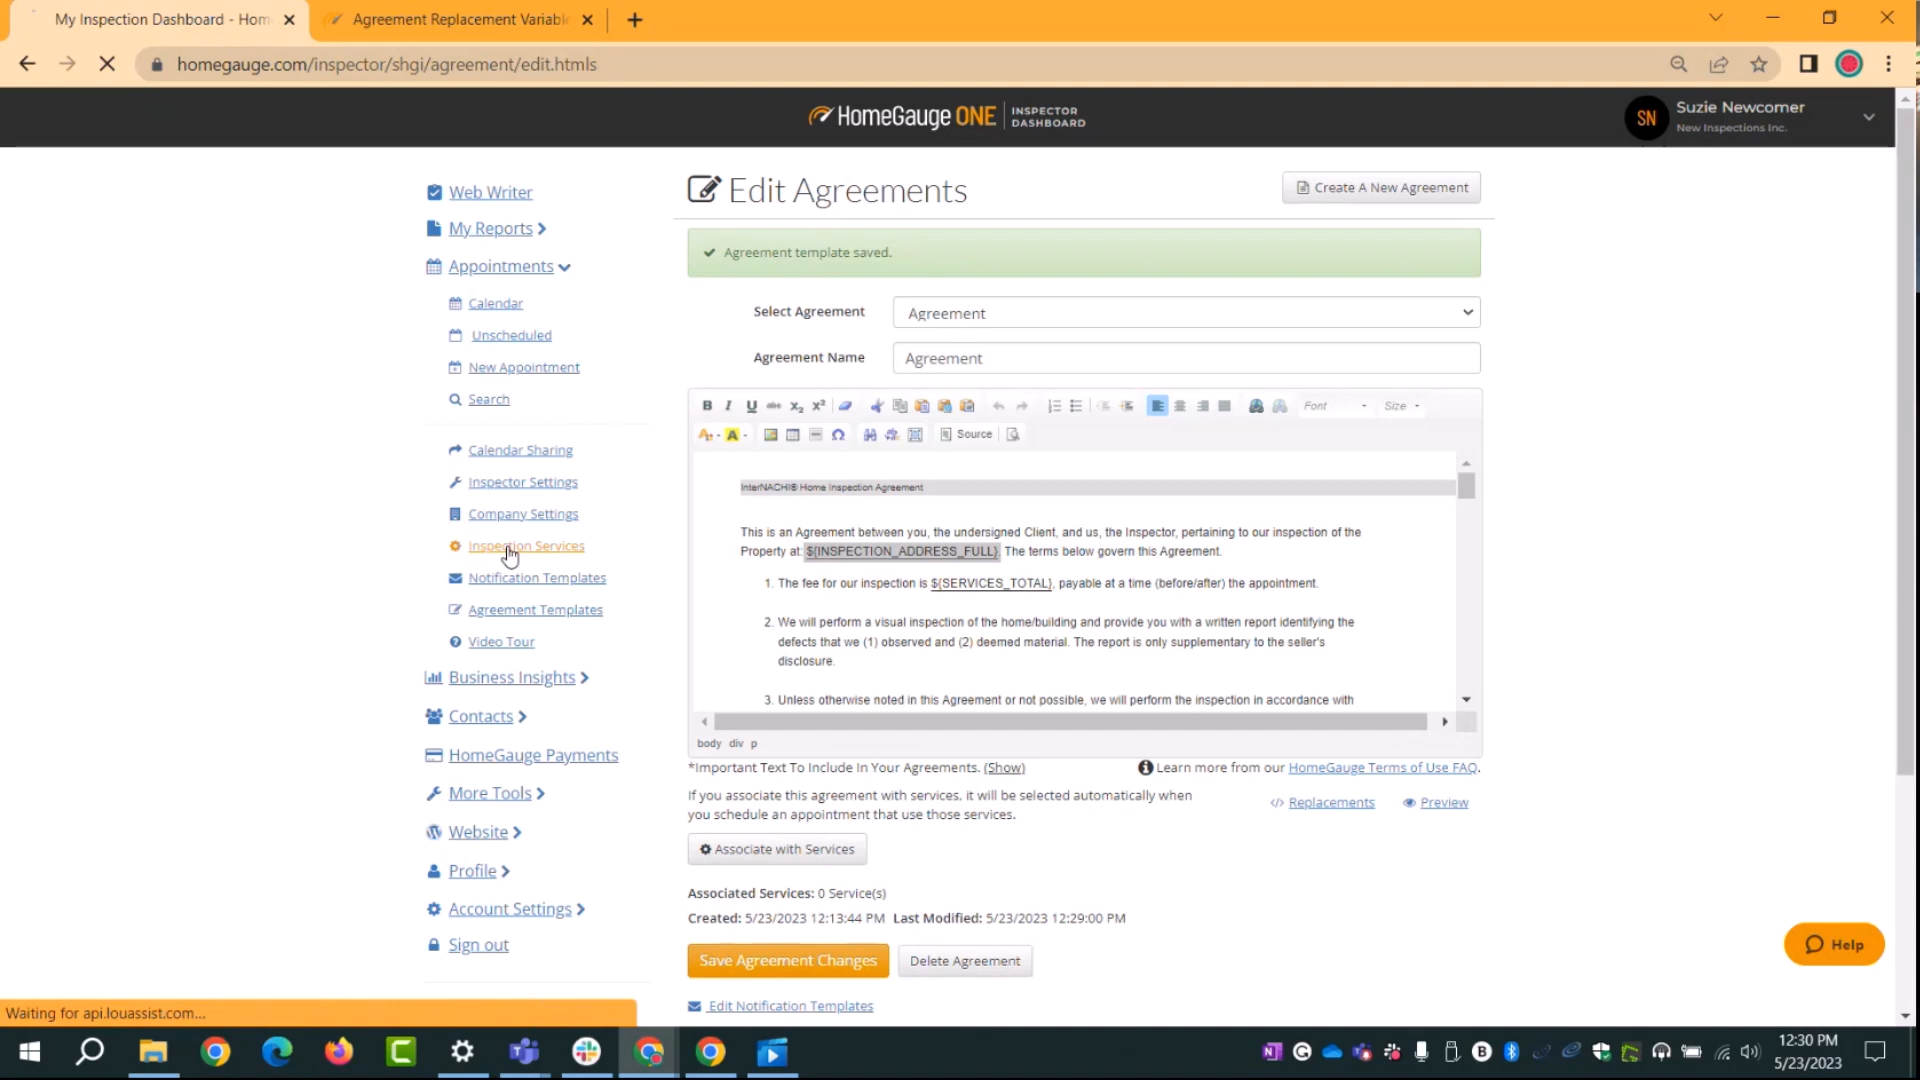 My Inspection Dashboard - Hom
Agreement Replacement Variabl
homegauge.com/inspector/shgi/agreement/edit.htmls
HomeGauge ONE
INSPECTOR
DASHBOARD
SN
Suzie Newcomer
New Inspections Inc.
Web Writer
My Reports
Appointments
Calendar
Unscheduled
New Appointment
Search
Calendar Sharing
Inspector Settings
Company Settings
Inspection Services
Notification Templates
Agreement Templates
Video Tour
Business Insights
Contacts
HomeGauge Payments
More Tools
Website
Profile
Account Settings
Sign out
Edit Agreements
Create A New Agreement
Agreement template saved.
Select Agreement
Agreement
Agreement Name
Agreement
Font
Size
Source
InterNACHI® Home Inspection Agreement
This is an Agreement between you, the undersigned Client, and us, the Inspector, pertaining to our inspection of the
Property at: ${INSPECTION_ADDRESS_FULL}. The terms below govern this Agreement.
1. The fee for our inspection is ${SERVICES_TOTAL}, payable at a time (before/after) the appointment.
2. We will perform a visual inspection of the home/building and provide you with a written report identifying the
defects that we (1) observed and (2) deemed material. The report is only supplementary to the seller's
disclosure.
3. Unless otherwise noted in this Agreement or not possible, we will perform the inspection in accordance with
body div p
*Important Text To Include In Your Agreements. (Show)
Learn more from our HomeGauge Terms of Use FAQ.
If you associate this agreement with services, it will be selected automatically when
you schedule an appointment that use those services.
Replacements
Preview
Associate with Services
Associated Services: 0 Service(s)
Created: 5/23/2023 12:13:44 PM Last Modified: 5/23/2023 12:29:00 PM
Save Agreement Changes
Delete Agreement
Edit Notification Templates
Help
Waiting for api.louassist.com...
12:30 PM
5/23/2023